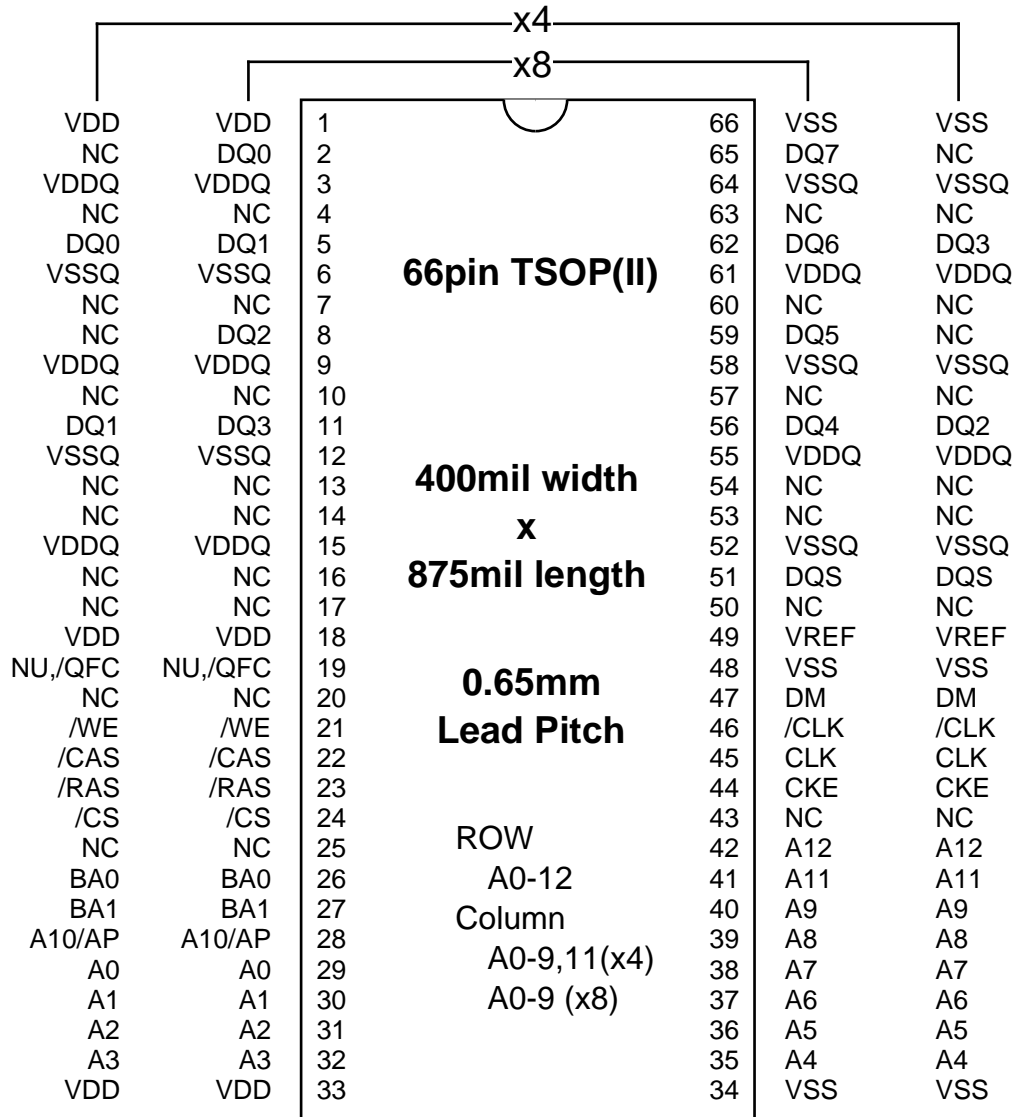 x4
x8
VDD VDD 1 66 VSS VSS
NC DQ0 2 65 DQ7 NC
VDDQ VDDQ 3 64 VSSQ VSSQ
NC NC 4 63 NC NC
DQ0 DQ1 5 62 DQ6 DQ3
VSSQ VSSQ 6 66pin TSOP(II) 61 VDDQ VDDQ
NC NC 7 60 NC NC
NC DQ2 8 59 DQ5 NC
VDDQ VDDQ 9 58 VSSQ VSSQ
NC NC 10 57 NC NC
DQ1 DQ3 11 56 DQ4 DQ2
VSSQ VSSQ 12 55 VDDQ VDDQ
NC NC 13 400mil width 54 NC NC
NC NC 14 x 53 NC NC
VDDQ VDDQ 15 52 VSSQ VSSQ
NC NC 16 875mil length 51 DQS DQS
NC NC 17 50 NC NC
VDD VDD 18 49 VREF VREF
NU,/QFC NU,/QFC 19 0.65mm 48 VSS VSS
NC NC 20 47 DM DM
/WE /WE 21 Lead Pitch 46 /CLK /CLK
/CAS /CAS 22 45 CLK CLK
/RAS /RAS 23 44 CKE CKE
/CS /CS 24 43 NC NC
NC NC 25 ROW 42 A12 A12
BA0 BA0 26 A0-12 41 A11 A11
BA1 BA1 27 Column 40 A9 A9
A10/AP A10/AP 28 39 A8 A8
A0 A0 29 A0-9,11(x4) 38 A7 A7
A1 A1 30 A0-9 (x8) 37 A6 A6
A2 A2 31 36 A5 A5
A3 A3 32 35 A4 A4
VDD VDD 33 34 VSS VSS